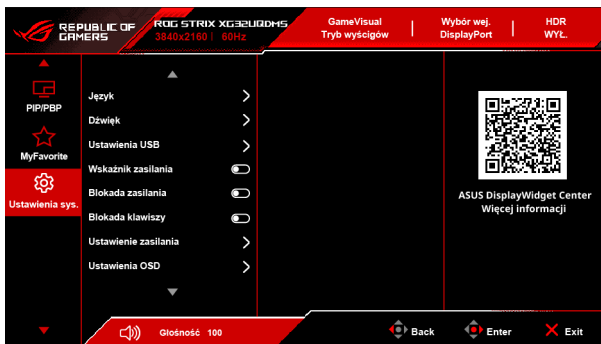 REPUBLIC OF
GAMERS
ROG STRIX XG32UQDMS
3840x2160 | 60Hz
GameVisual
Tryb wyścigów
Wybór wej.
DisplayPort
HDR
WYŁ.
PIP/PBP
MyFavorite
Ustawienia sys.
Język
Dźwięk
Ustawienia USB
Wskaźnik zasilania
Blokada zasilania
Blokada klawiszy
Ustawienie zasilania
Ustawienia OSD
ASUS DisplayWidget Center
Więcej informacji
Głośność 100
Back
Enter
Exit